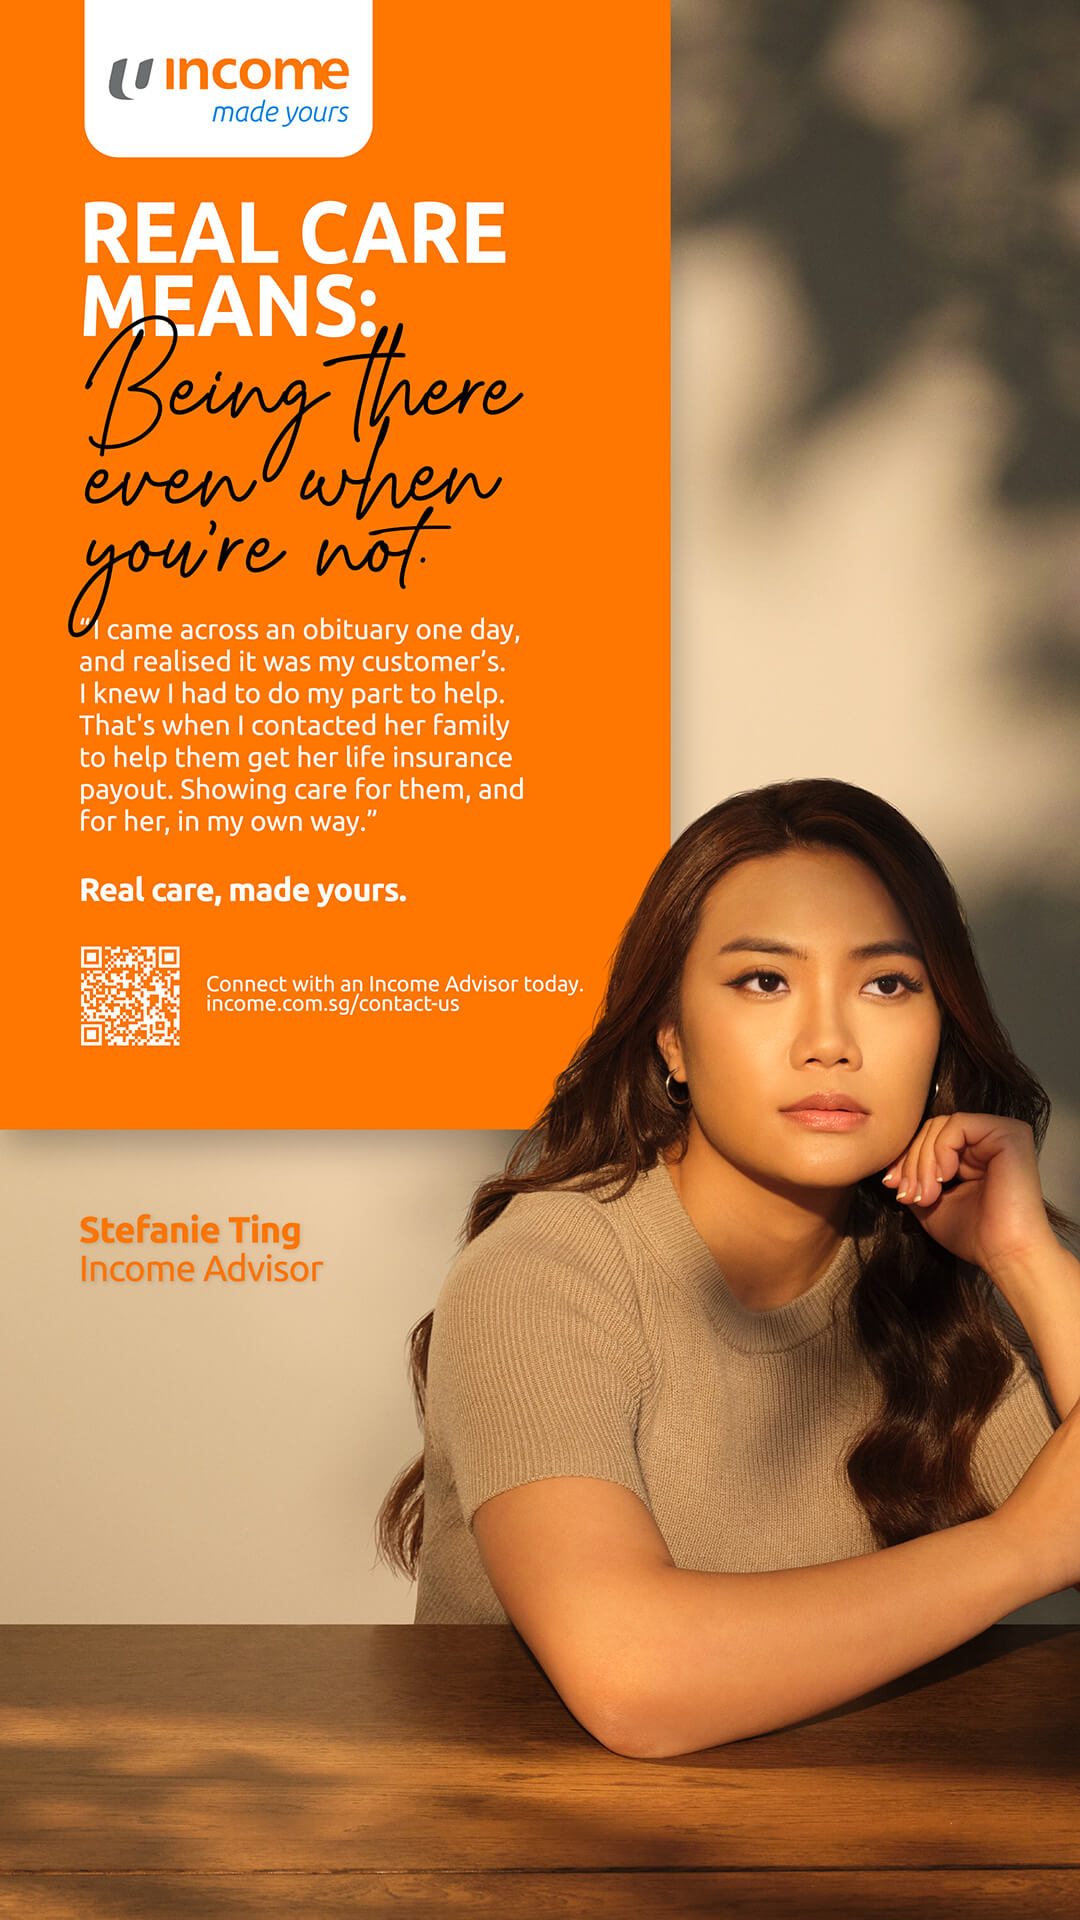 income
made yours
REAL CARE
MEANS:
Being there
even when
you're not.
“I came across an obituary one day,
and realised it was my customer’s.
I knew I had to do my part to help.
That's when I contacted her family
to help them get her life insurance
payout. Showing care for them, and
for her, in my own way.”
Real care, made yours.
Connect with an Income Advisor today.
income.com.sg/contact-us
Stefanie Ting
Income Advisor